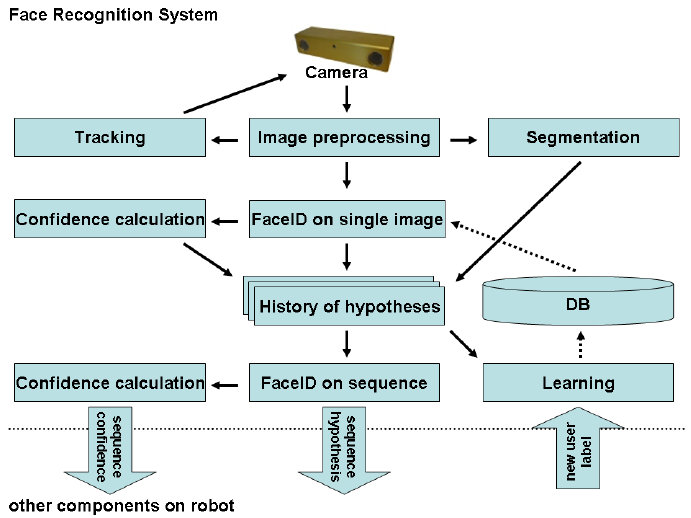 Face Recognition System
Camera
Tracking
Image preprocessing
Segmentation
Confidence calculation
FaceID on single image
History of hypotheses
DB
Confidence calculation
FaceID on sequence
Learning
sequence
confidence
sequence
hypothesis
new user
label
other components on robot